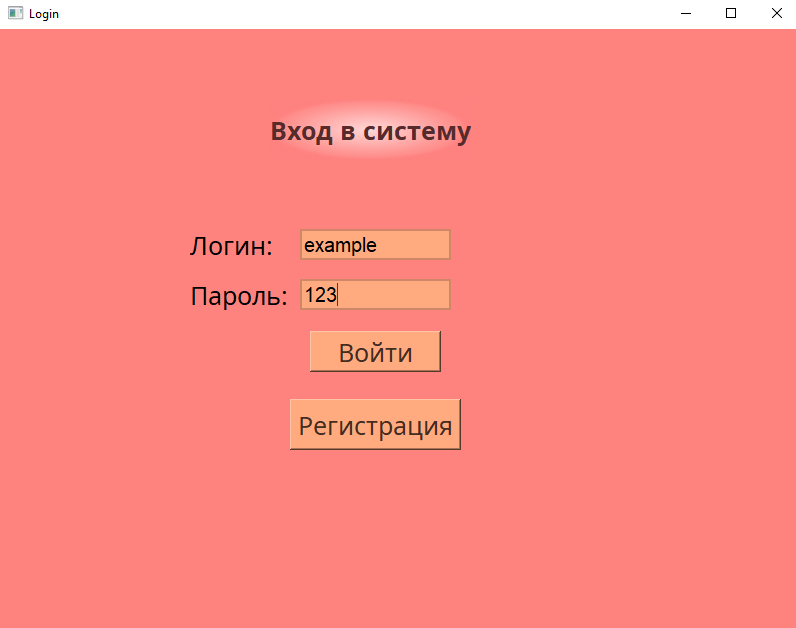 Login
Вход в систему
Логин: example
Пароль: 123
Войти
Регистрация